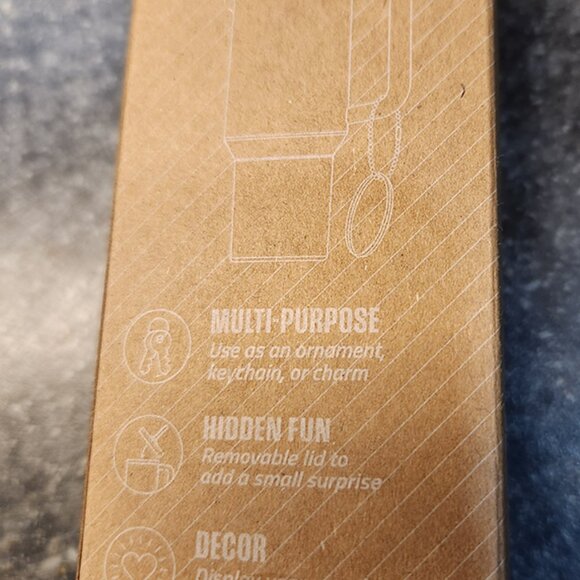 MULTI-PURPOSE
Use as an ornament,
keychain, or charm
HIDDEN FUN
Removable lid to
add a small surprise
DECOR